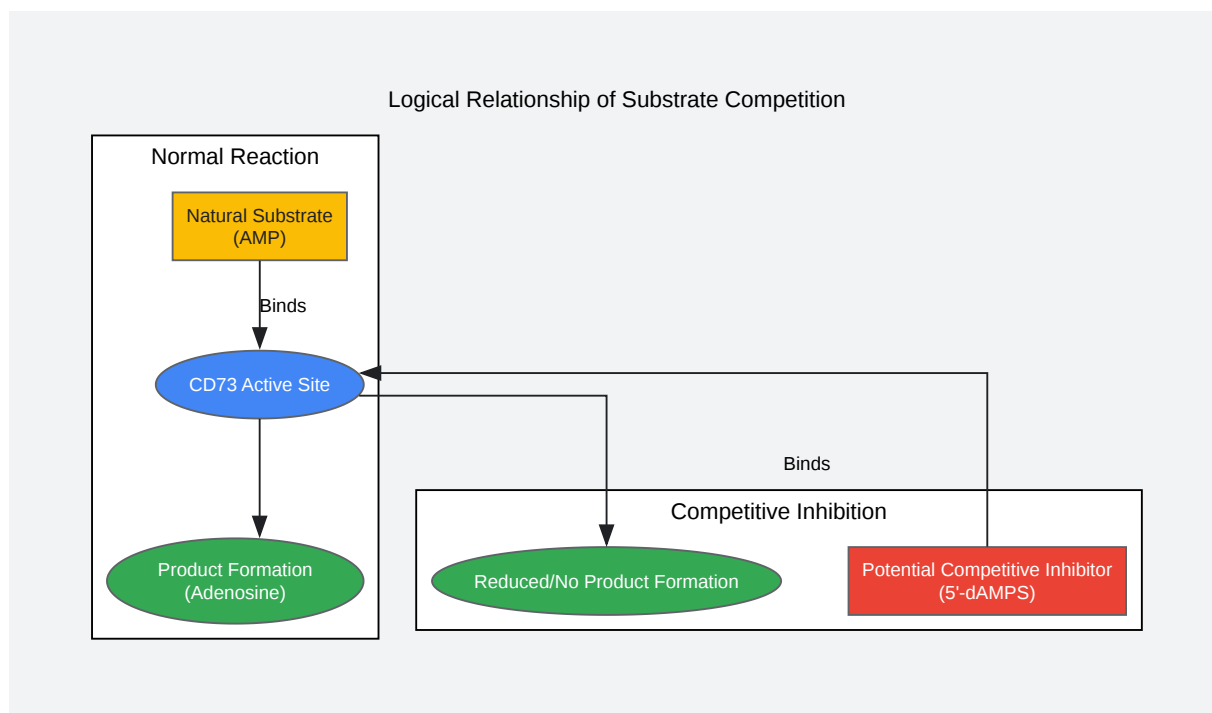 Logical Relationship of Substrate Competition
Normal Reaction
Natural Substrate
(AMP)
Binds
CD73 Active Site
Product Formation
(Adenosine)
Binds
Competitive Inhibition
Reduced/No Product Formation
Potential Competitive Inhibitor
(5'-dAMPS)